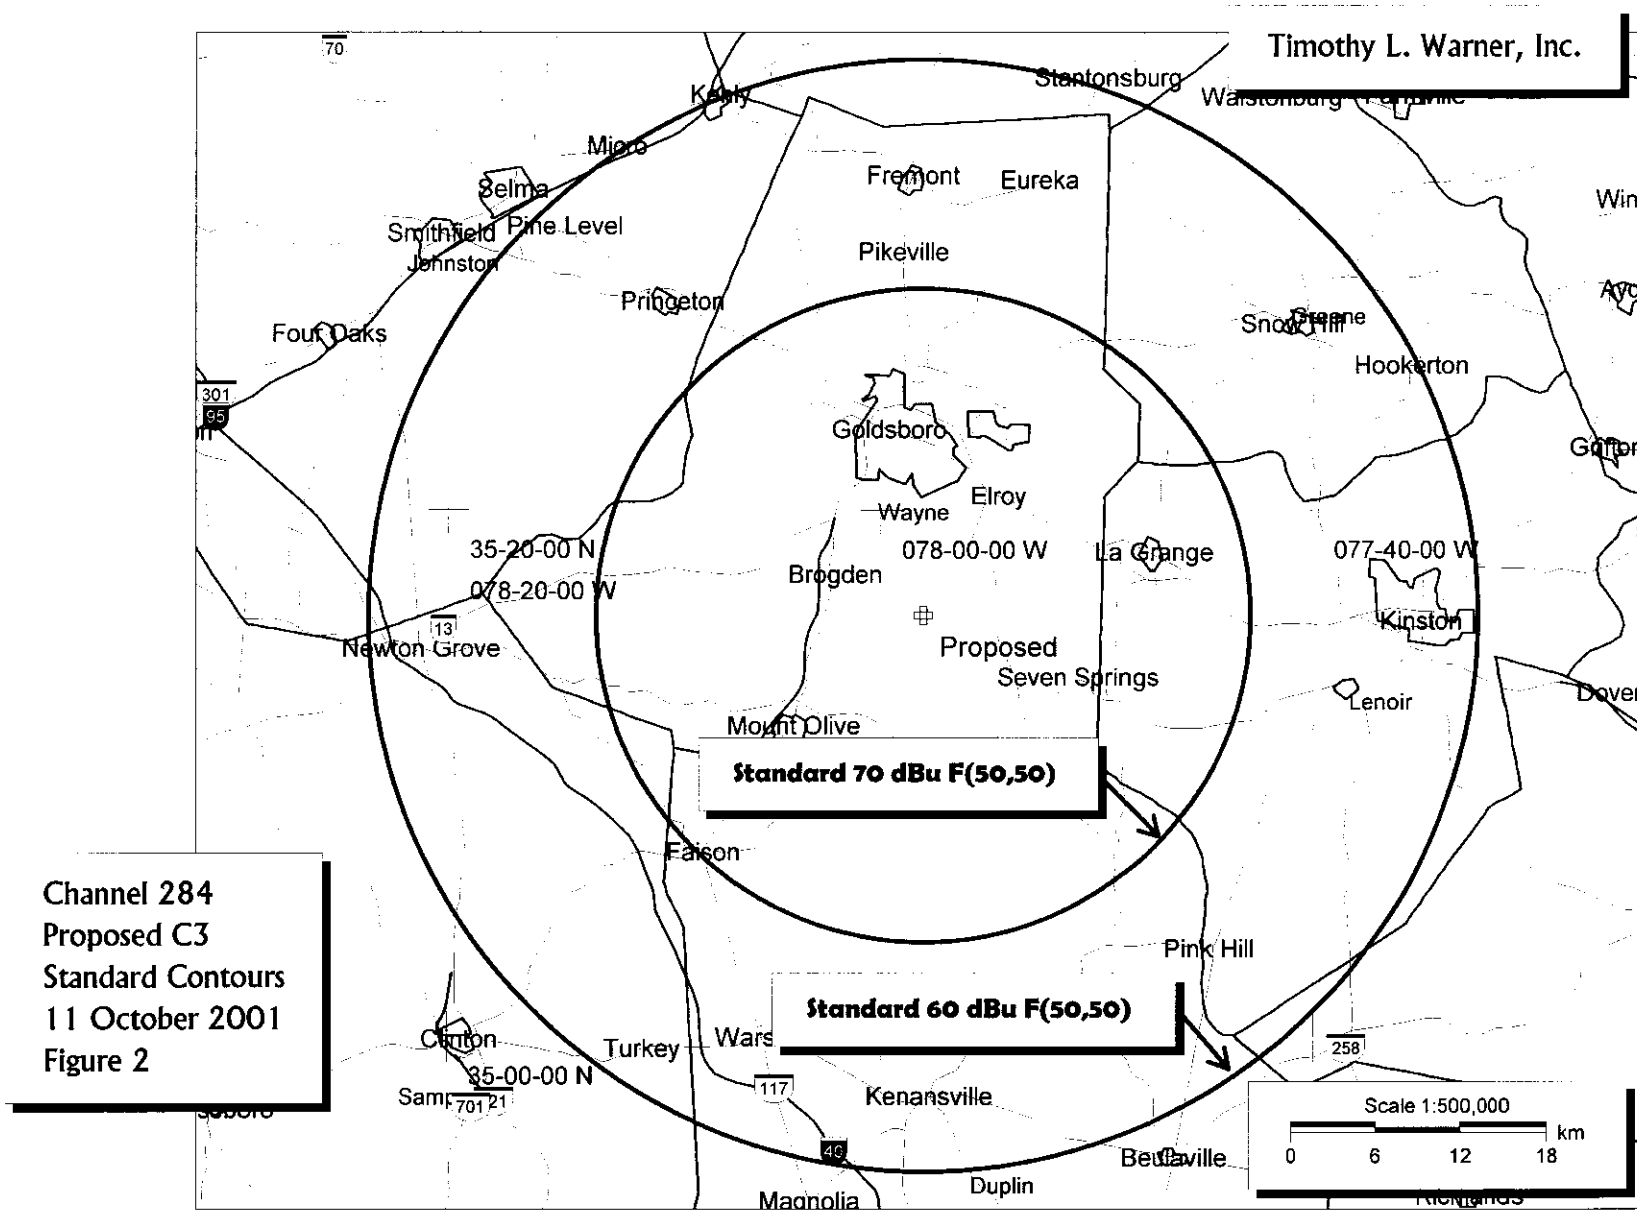 70
Timothy L. Warner, Inc.
Stantonsburg
Kenly
Walstonburg
Micro
Fremont
Eureka
Selma
Smithfield
Pine Level
Johnston
Pikeville
Princeton
Four Oaks
Snow Hill
Greene
Hookerton
301
95
Goldsboro
Elroy
Wayne
35-20-00 N
078-00-00 W
La Grange
077-40-00 W
Brogden
078-20-00 W
13
Newton Grove
Kinston
Proposed
Seven Springs
Lenoir
Dover
Mount Olive
Standard 70 dBu F(50,50)
Faison
Channel 284
Proposed C3
Standard Contours
11 October 2001
Figure 2
Pink Hill
Standard 60 dBu F(50,50)
Clinton
Turkey
Wars
258
35-00-00 N
117
Kenansville
701
21
Scale 1:500,000
km
0 6 12 18
40
Beulaville
Duplin
Magnolia